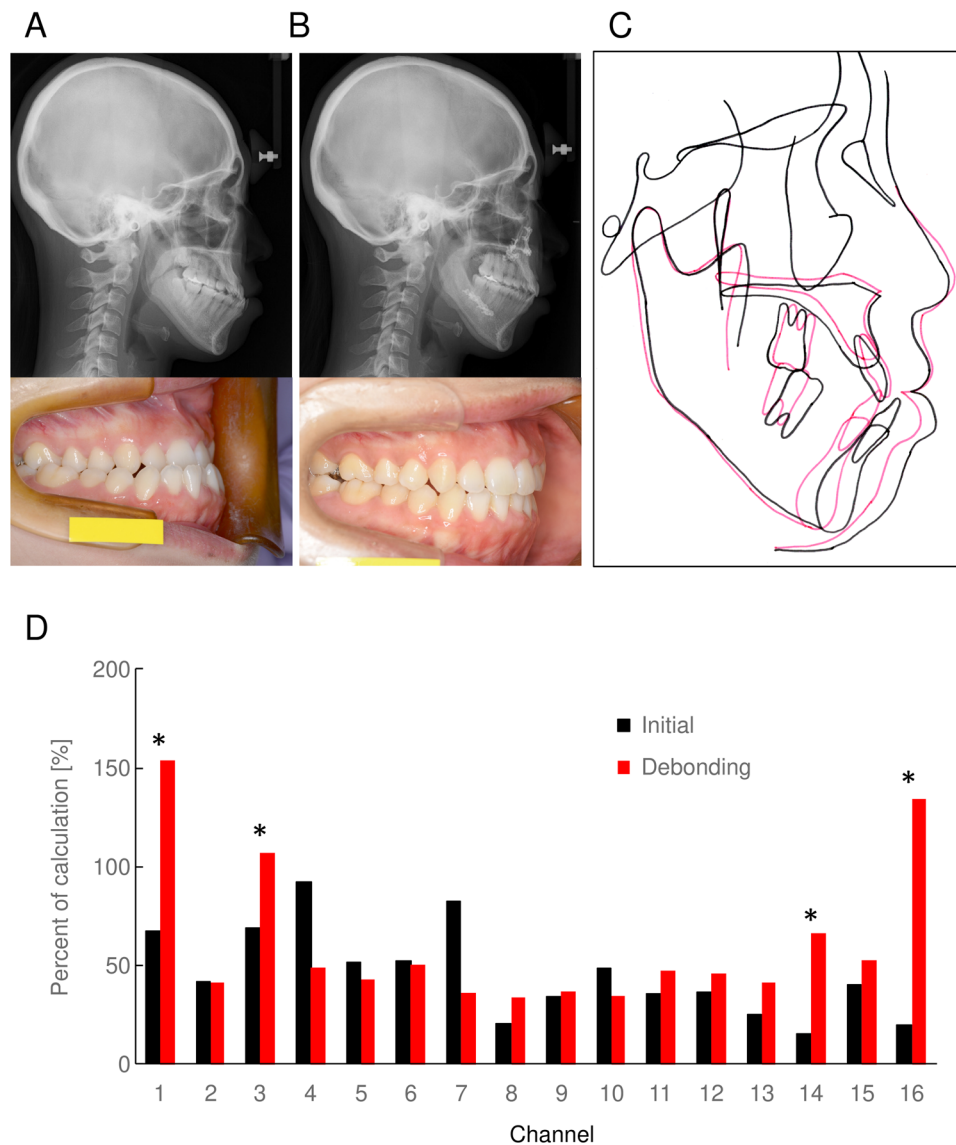 A B C
D
200
150
100
50
0
Percent of calculation [%]
*
*
*
*
Initial
Debonding
1 2 3 4 5 6 7 8 9 10 11 12 13 14 15 16
Channel